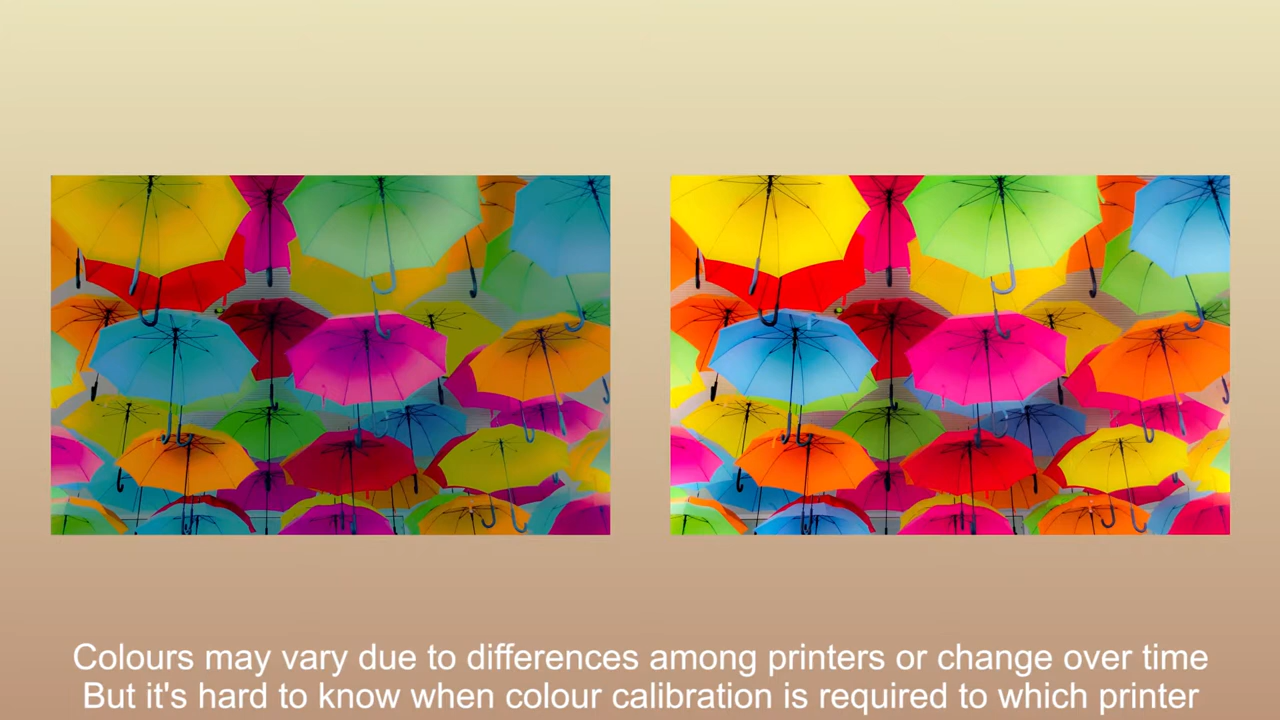 Colours may vary due to differences among printers or change over time
But it's hard to know when colour calibration is required to which printer